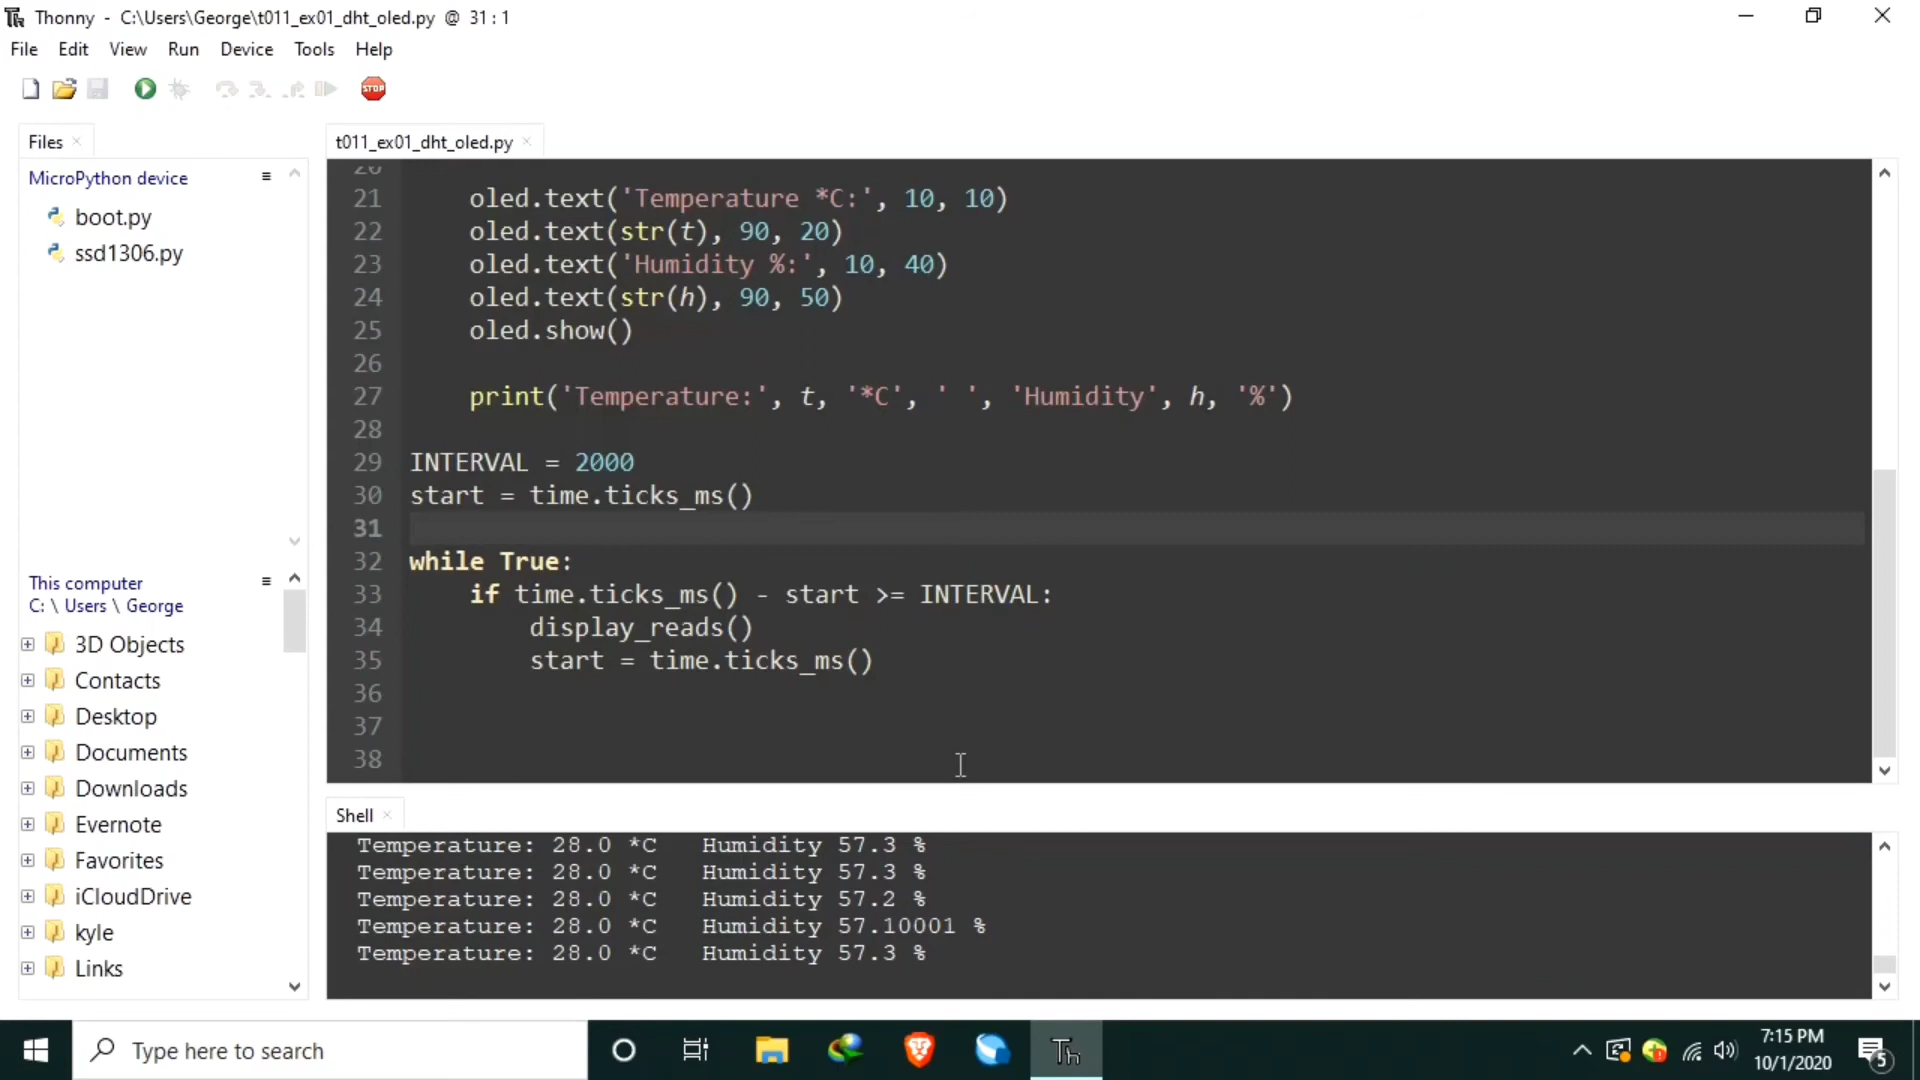 Thonny - C:\Users\George\t011_ex01_dht_oled.py @ 31 : 1
File Edit View Run Device Tools Help
STOP
Files
MicroPython device
boot.py
ssd1306.py
This computer
C: \ Users \ George
3D Objects
Contacts
Desktop
Documents
Downloads
Evernote
Favorites
iCloudDrive
kyle
Links
t011_ex01_dht_oled.py
20
21 oled.text('Temperature *C:', 10, 10)
22 oled.text(str(t), 90, 20)
23 oled.text('Humidity %:', 10, 40)
24 oled.text(str(h), 90, 50)
25 oled.show()
26
27 print('Temperature:', t, '*C', ' ', 'Humidity', h, '%')
28
29 INTERVAL = 2000
30 start = time.ticks_ms()
31
32 while True:
33 if time.ticks_ms() - start >= INTERVAL:
34 display_reads()
35 start = time.ticks_ms()
36
37
38
Shell
Temperature: 28.0 *C Humidity 57.3 %
Temperature: 28.0 *C Humidity 57.3 %
Temperature: 28.0 *C Humidity 57.2 %
Temperature: 28.0 *C Humidity 57.10001 %
Temperature: 28.0 *C Humidity 57.3 %
Type here to search
Th
7:15 PM
10/1/2020
5